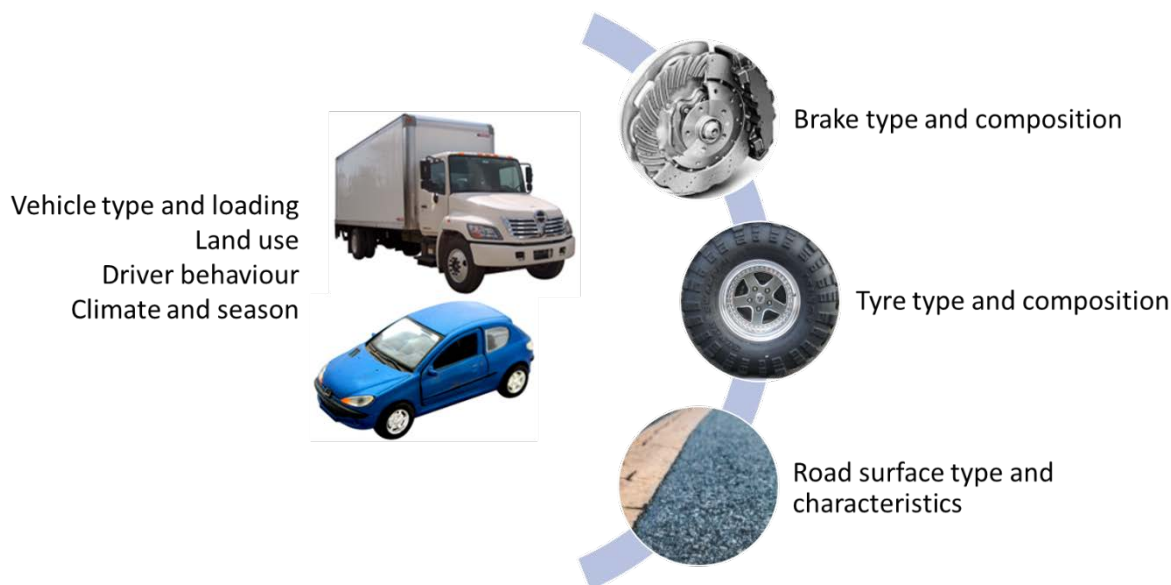 Vehicle type and loading
Land use
Driver behaviour
Climate and season
Brake type and composition
Tyre type and composition
Road surface type and
characteristics